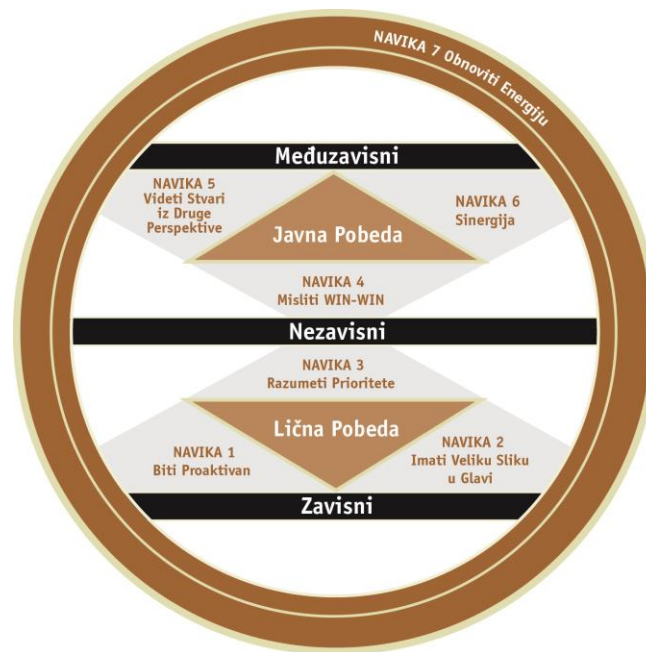 NAVIKA 7 Obnoviti Energiju
Međuzavisni
NAVIKA 5
Videti Stvari
iz Druge
Perspektive
NAVIKA 6
Sinergija
Javna Pobeda
NAVIKA 4
Misliti WIN-WIN
Nezavisni
NAVIKA 3
Razumeti Prioritete
Lična Pobeda
NAVIKA 1
Biti Proaktivan
NAVIKA 2
Imati Veliku Sliku
u Glavi
Zavisni